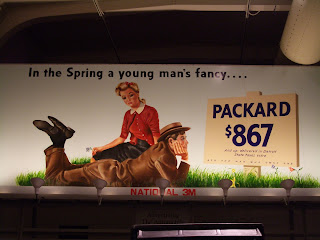 In the Spring a young man's fancy....
PACKARD
$867
NATIONAL 3M